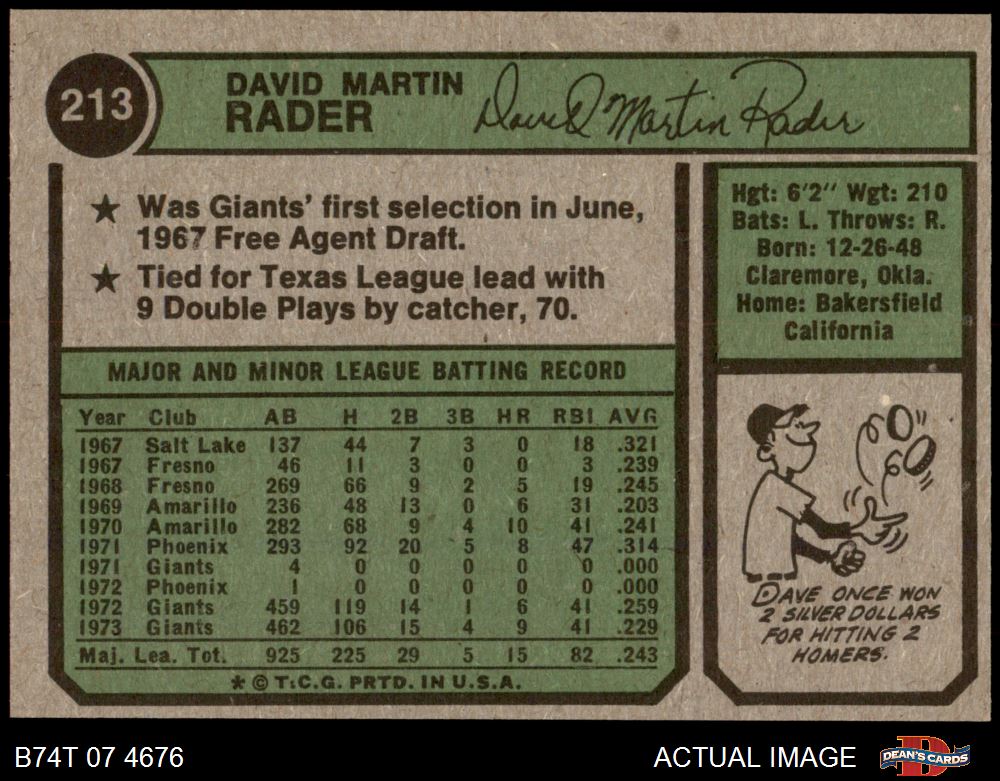 213
DAVID MARTIN
RADER
David Martin Rader
★ Was Giants' first selection in June,
1967 Free Agent Draft.
★ Tied for Texas League lead with
9 Double Plays by catcher, 70.
Hgt: 6'2" Wgt: 210
Bats: L. Throws: R.
Born: 12-26-48
Claremore, Okla.
Home: Bakersfield
California
MAJOR AND MINOR LEAGUE BATTING RECORD
Year Club AB H 2B 3B HR RBI AVG
1967 Salt Lake 137 44 7 3 0 18 .321
1967 Fresno 46 11 3 0 0 3 .239
1968 Fresno 269 66 9 2 5 19 .245
1969 Amarillo 236 48 13 0 6 31 .203
1970 Amarillo 282 68 9 4 10 41 .241
1971 Phoenix 293 92 20 5 8 47 .314
1971 Giants 4 0 0 0 0 0 .000
1972 Phoenix 1 0 0 0 0 0 .000
1972 Giants 459 119 14 1 6 41 .259
1973 Giants 462 106 15 4 9 41 .229
Maj. Lea. Tot. 925 225 29 5 15 82 .243
* © T.C.G. PRTD. IN U.S.A.
DAVE ONCE WON
2 SILVER DOLLARS
FOR HITTING 2
HOMERS.
B74T 07 4676
ACTUAL IMAGE
DEAN'S CARDS